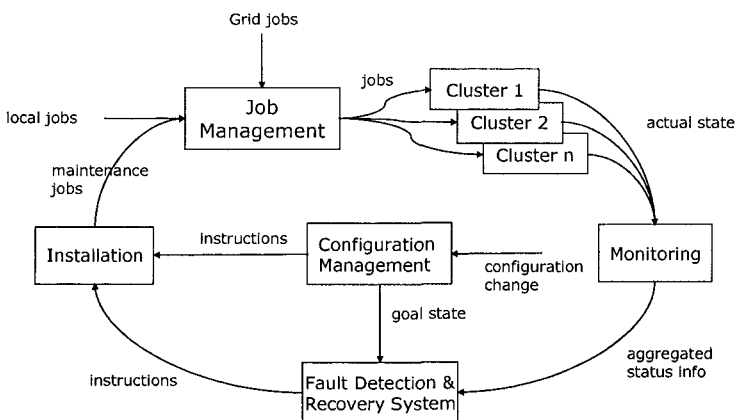 Grid jobs
jobs
Cluster 1
Job
Management
local jobs
Cluster 2
actual state
Cluster n
maintenance
jobs
Installation
instructions
Configuration
Management
configuration
change
Monitoring
goal state
aggregated
status info
instructions
Fault Detection &
Recovery System